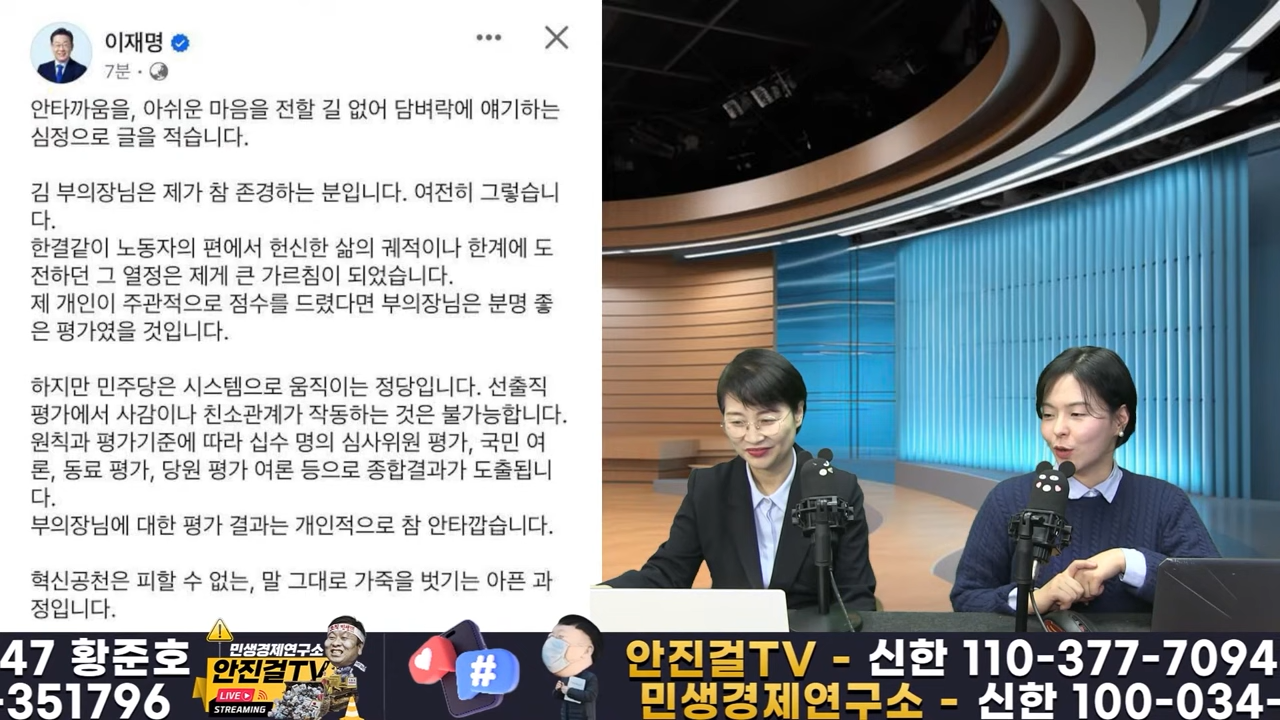 이재명
7분 ·
안타까움을, 아쉬운 마음을 전할 길 없어 담벼락에 얘기하는
심정으로 글을 적습니다.
김 부의장님은 제가 참 존경하는 분입니다. 여전히 그렇습니
다.
한결같이 노동자의 편에서 헌신한 삶의 궤적이나 한계에 도
전하던 그 열정은 제게 큰 가르침이 되었습니다.
제 개인이 주관적으로 점수를 드렸다면 부의장님은 분명 좋
은 평가였을 것입니다.
하지만 민주당은 시스템으로 움직이는 정당입니다. 선출직
평가에서 사감이나 친소관계가 작동하는 것은 불가능합니다.
원칙과 평가기준에 따라 십수 명의 심사위원 평가, 국민 여
론, 동료 평가, 당원 평가 여론 등으로 종합결과가 도출됩니
다.
부의장님에 대한 평가 결과는 개인적으로 참 안타깝습니다.
혁신공천은 피할 수 없는, 말 그대로 가죽을 벗기는 아픈 과
정입니다.
47 황준호
-351796
민생경제연구소
안진걸TV
LIVE
STREAMING
#
안진걸TV - 신한 110-377-7094
민생경제연구소 - 신한 100-034-